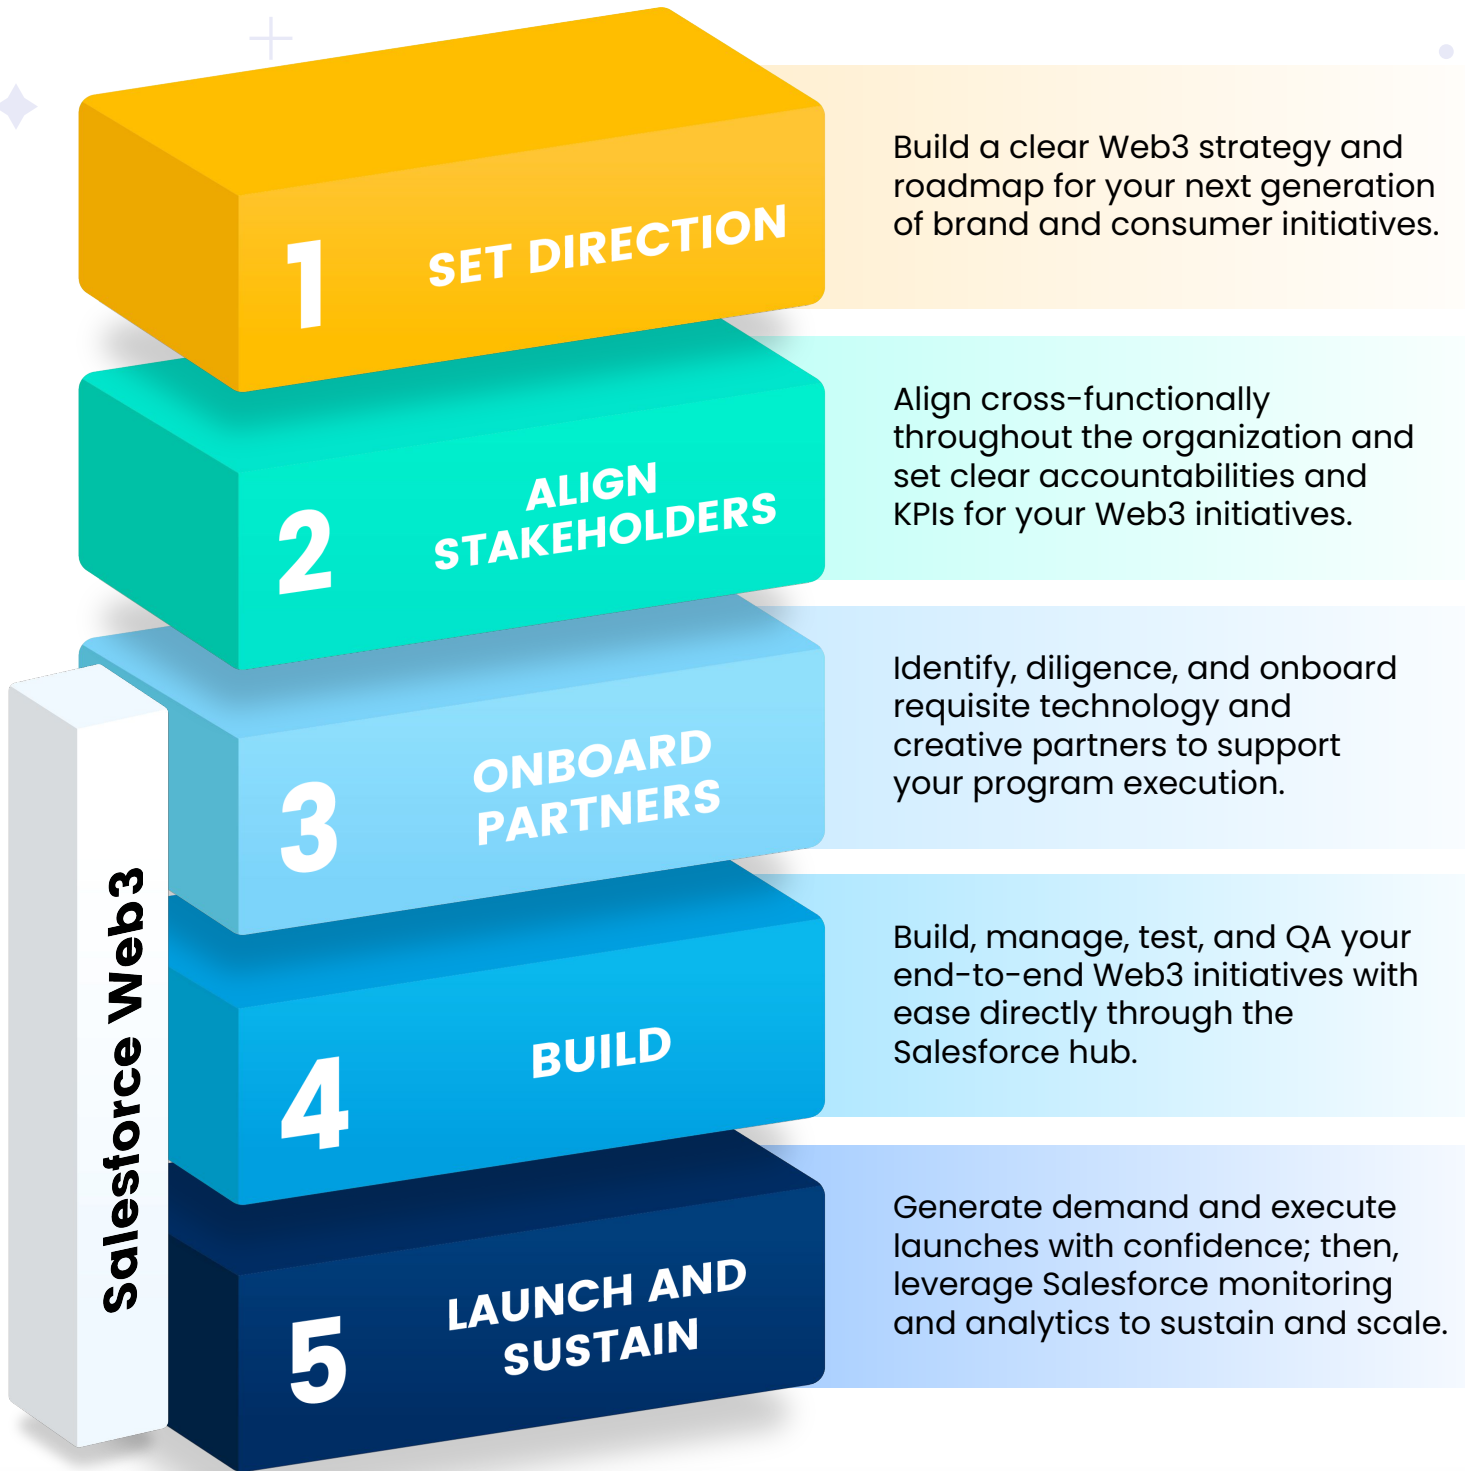 1
SET DIRECTION
Build a clear Web3 strategy and
roadmap for your next generation
of brand and consumer initiatives.
2
ALIGN
STAKEHOLDERS
Align cross-functionally
throughout the organization and
set clear accountabilities and
KPIs for your Web3 initiatives.
3
ONBOARD
PARTNERS
Identify, diligence, and onboard
requisite technology and
creative partners to support
your program execution.
4
BUILD
Build, manage, test, and QA your
end-to-end Web3 initiatives with
ease directly through the
Salesforce hub.
5
LAUNCH AND
SUSTAIN
Generate demand and execute
launches with confidence; then,
leverage Salesforce monitoring
and analytics to sustain and scale.
Salesforce Web3